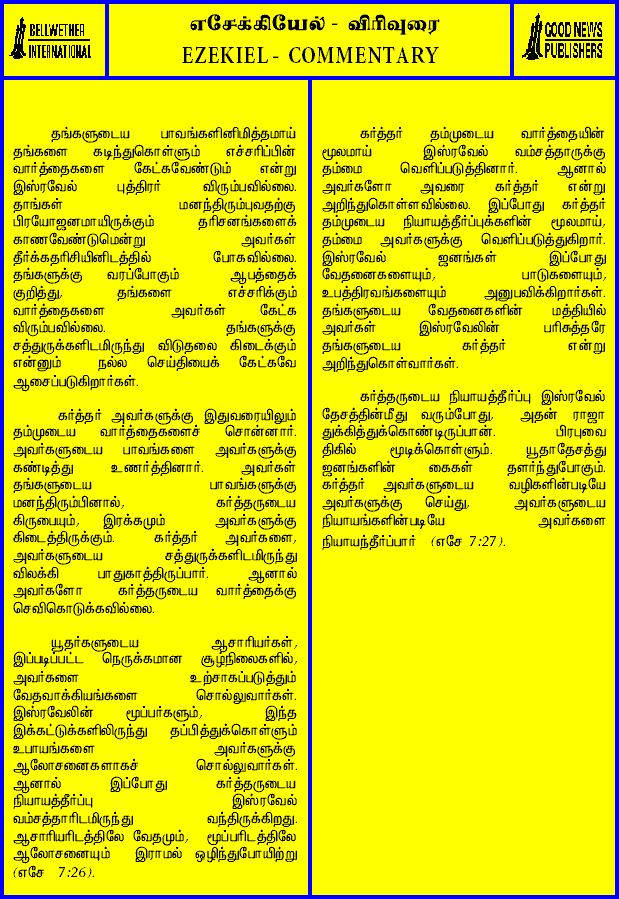 BELLWETHER
INTERNATIONAL
எசேக்கியேல் - விரிவுரை
EZEKIEL - COMMENTARY
GOOD NEWS
PUBLISHERS
தங்களுடைய பாவங்களினிமித்தமாய்
தங்களை கடிந்துகொள்ளும் எச்சரிப்பின்
வார்த்தைகளை கேட்கவேண்டும் என்று
இஸ்ரவேல் புத்திரர் விரும்பவில்லை.
தாங்கள் மனந்திரும்புவதற்கு
பிரயோஜனமாயிருக்கும் தரிசனங்களைக்
காணவேண்டுமென்று அவர்கள்
தீர்க்கதரிசியினிடத்தில் போகவில்லை.
தங்களுக்கு வரப்போகும் ஆபத்தைக்
குறித்து, தங்களை எச்சரிக்கும்
வார்த்தைகளை அவர்கள் கேட்க
விரும்பவில்லை. தங்களுக்கு
சத்துருக்களிடமிருந்து விடுதலை கிடைக்கும்
என்னும் நல்ல செய்தியைக் கேட்கவே
ஆசைப்படுகிறார்கள்.
கர்த்தர் அவர்களுக்கு இதுவரையிலும்
தம்முடைய வார்த்தைகளைச் சொன்னார்.
அவர்களுடைய பாவங்களை அவர்களுக்கு
கண்டித்து உணர்த்தினார். அவர்கள்
தங்களுடைய பாவங்களுக்கு
மனந்திரும்பினால், கர்த்தருடைய
கிருபையும், இரக்கமும் அவர்களுக்கு
கிடைத்திருக்கும். கர்த்தர் அவர்களை,
அவர்களுடைய சத்துருக்களிடமிருந்து
விலக்கி பாதுகாத்திருப்பார். ஆனால்
அவர்களோ கர்த்தருடைய வார்த்தைக்கு
செவிகொடுக்கவில்லை.
யூதர்களுடைய ஆசாரியர்கள்,
இப்படிப்பட்ட நெருக்கமான சூழ்நிலைகளில்,
அவர்களை உற்சாகப்படுத்தும்
வேதவாக்கியங்களை சொல்லுவார்கள்.
இஸ்ரவேலின் மூப்பர்களும், இந்த
இக்கட்டுக்களிலிருந்து தப்பித்துக்கொள்ளும்
உபாயங்களை அவர்களுக்கு
ஆலோசனைகளாகச் சொல்லுவார்கள்.
ஆனால் இப்போது கர்த்தருடைய
நியாயத்தீர்ப்பு இஸ்ரவேல்
வம்சத்தாரிடமிருந்து வந்திருக்கிறது.
ஆசாரியரிடத்திலே வேதமும், மூப்பரிடத்திலே
ஆலோசனையும் இராமல் ஒழிந்துபோயிற்று
(எசே 7:26).
கர்த்தர் தம்முடைய வார்த்தையின்
மூலமாய் இஸ்ரவேல் வம்சத்தாருக்கு
தம்மை வெளிப்படுத்தினார். ஆனால்
அவர்களோ அவரை கர்த்தர் என்று
அறிந்துகொள்ளவில்லை. இப்போது கர்த்தர்
தம்முடைய நியாயத்தீர்ப்புக்களின் மூலமாய்,
தம்மை அவர்களுக்கு வெளிப்படுத்துகிறார்.
இஸ்ரவேல் ஜனங்கள் இப்போது
வேதனைகளையும், பாடுகளையும்,
உபத்திரவங்களையும் அனுபவிக்கிறார்கள்.
தங்களுடைய வேதனைகளின் மத்தியில்
அவர்கள் இஸ்ரவேலின் பரிசுத்தரே
தங்களுடைய கர்த்தர் என்று
அறிந்துகொள்வார்கள்.
கர்த்தருடைய நியாயத்தீர்ப்பு இஸ்ரவேல்
தேசத்தின்மீது வரும்போது, அதன் ராஜா
துக்கித்துக்கொண்டிருப்பான். பிரபுவை
திகில் மூடிக்கொள்ளும். யூதாதேசத்து
ஜனங்களின் கைகள் தளர்ந்துபோகும்.
கர்த்தர் அவர்களுடைய வழிகளின்படியே
அவர்களுக்கு செய்து, அவர்களுடைய
நியாயங்களின்படியே அவர்களை
நியாயந்தீர்ப்பார் (எசே 7:27).